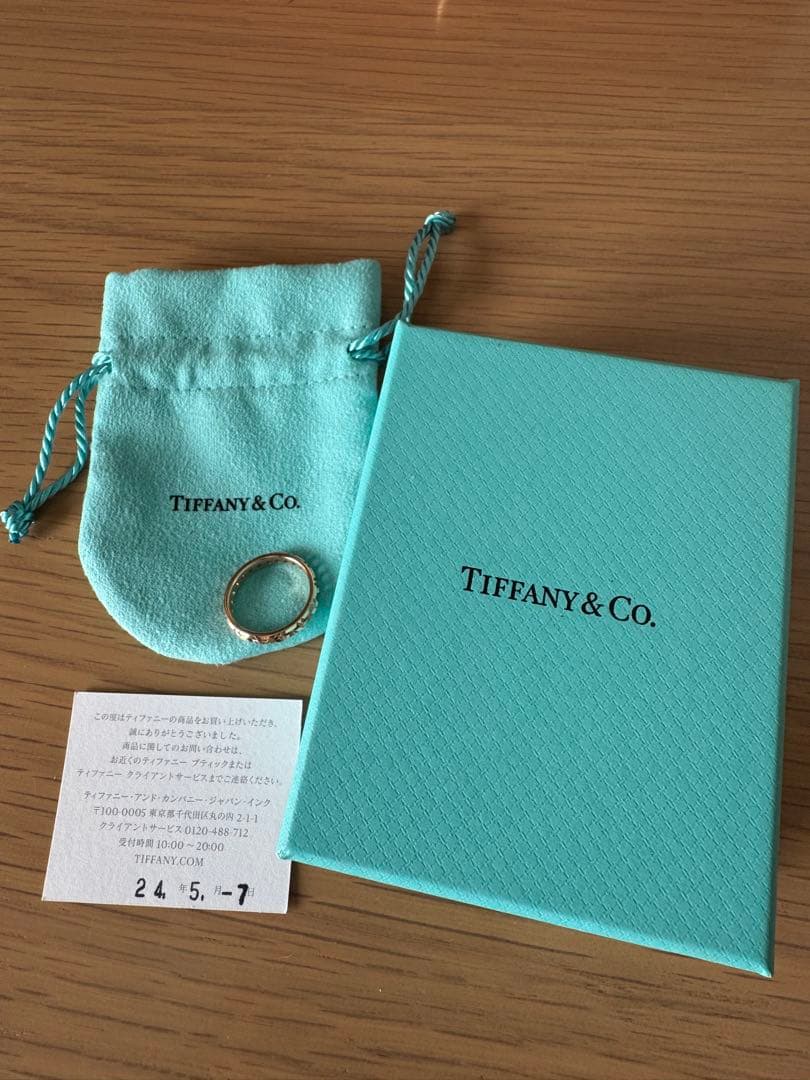 TIFFANY & CO.
TIFFANY & CO.
この度はティファニーの商品をお買い上げいただき、
誠にありがとうございました。
商品に関してのお問い合わせは、
お近くのティファニー ブティックまたは
ティファニー クライアントサービスまでご連絡ください。
ティファニー・アンド・カンパニー・ジャパン・インク
〒100-0005 東京都千代田区丸の内 2-1-1
クライアントサービス 0120-488-712
受付時間 10:00～20:00
TIFFANY.COM
24. 年 5. 月 -7日